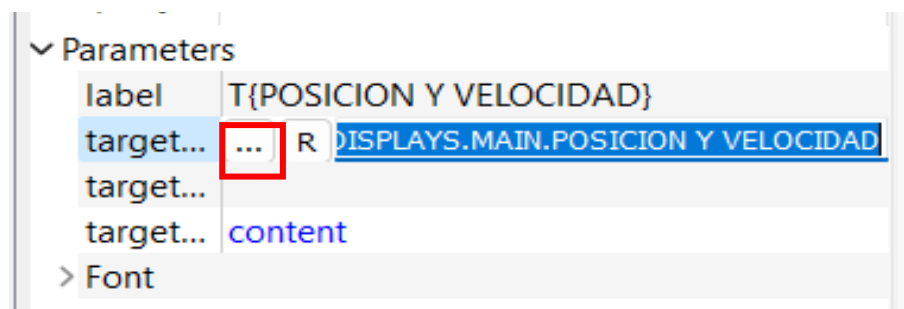 Parameters
label T{POSICION Y VELOCIDAD}
target... ... R DISPLAYS.MAIN.POSICION Y VELOCIDAD
target...
target... content
Font